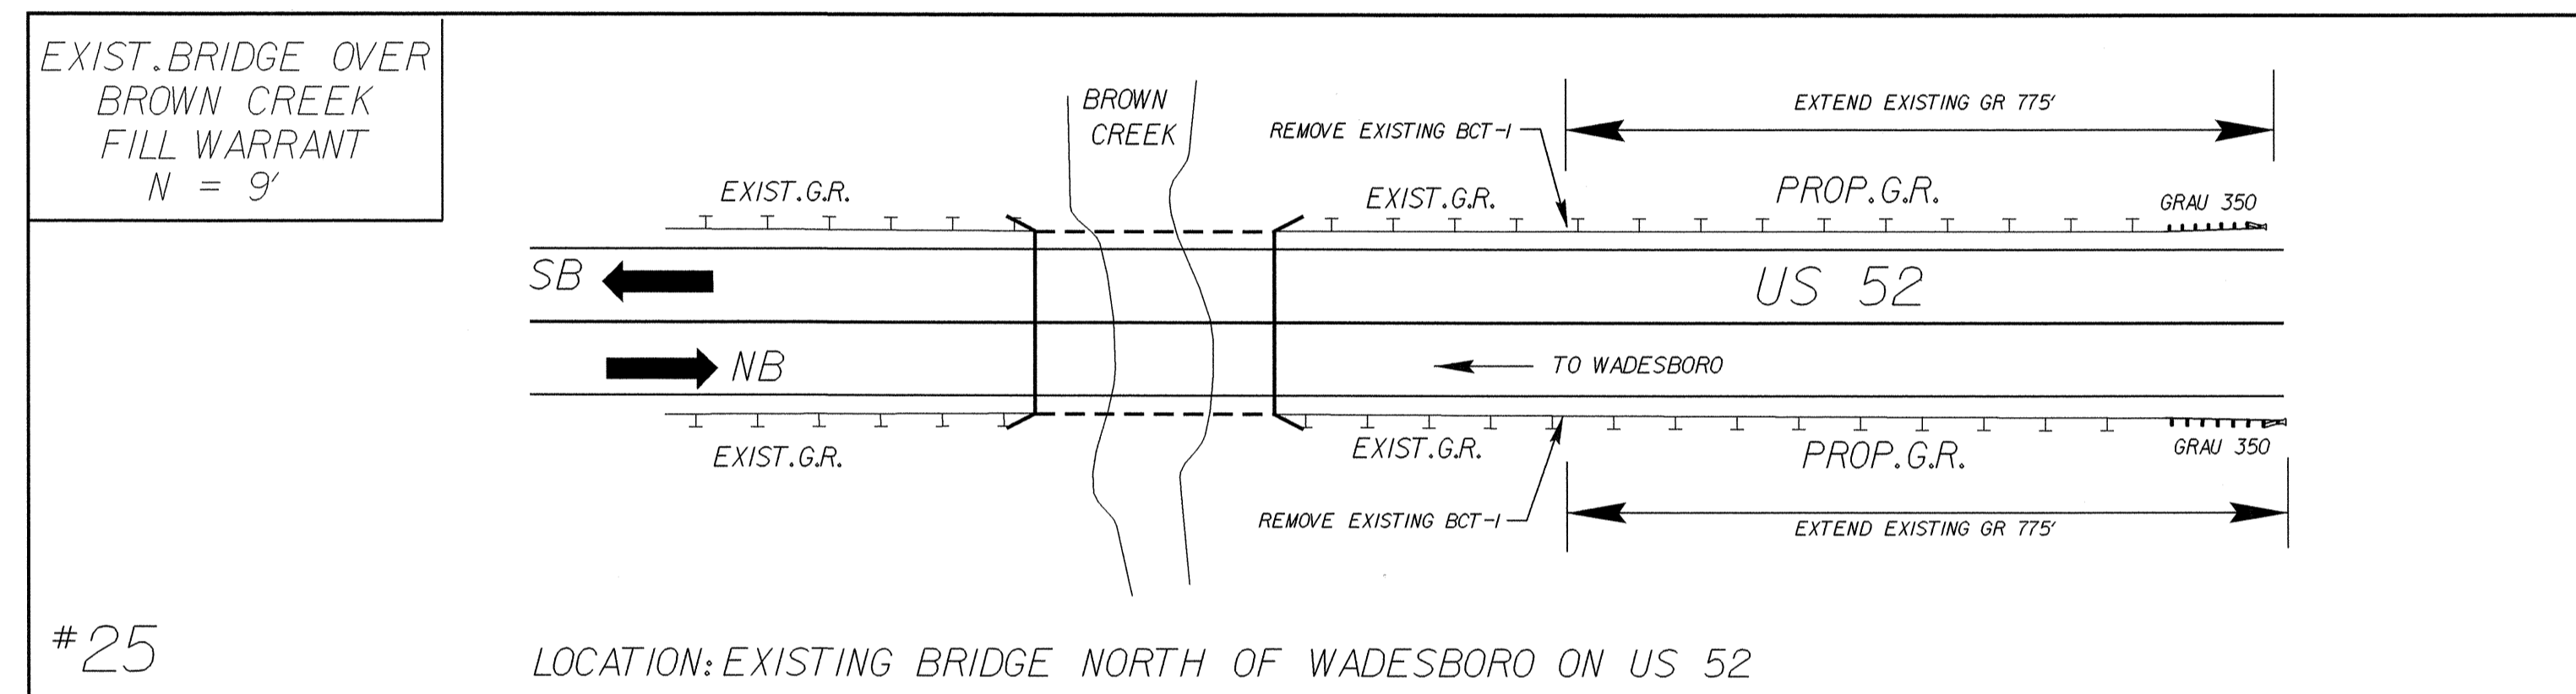 EXIST. BRIDGE OVER
BROWN CREEK
FILL WARRANT
N = 9'
BROWN
CREEK
EXTEND EXISTING GR 775'
REMOVE EXISTING BCT-1
EXIST. G.R.
EXIST. G.R.
PROP. G.R.
GRAU 350
SB
US 52
NB
TO WADESBORO
EXIST. G.R.
EXIST. G.R.
PROP. G.R.
GRAU 350
REMOVE EXISTING BCT-1
EXTEND EXISTING GR 775'
#25
LOCATION: EXISTING BRIDGE NORTH OF WADESBORO ON US 52